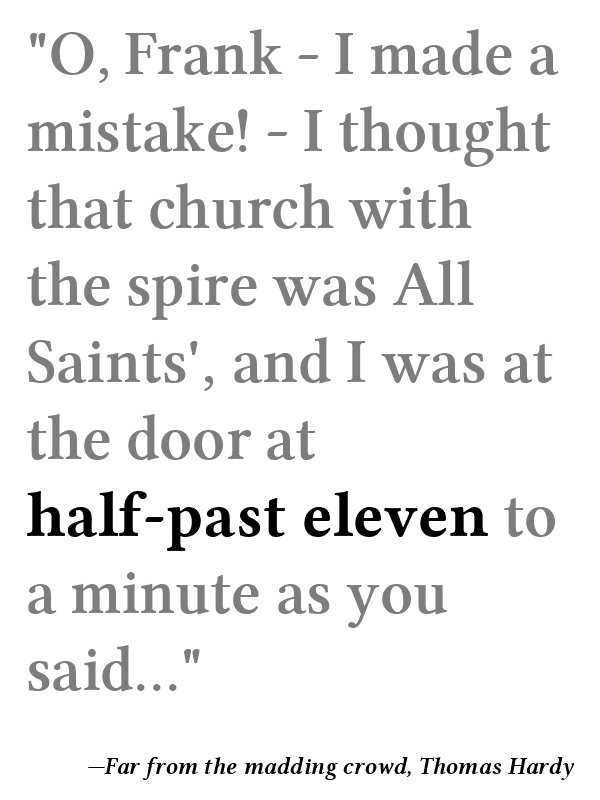 "O, Frank – I made a
mistake! – I thought
that church with
the spire was All
Saints', and I was at
the door at
half-past eleven to
a minute as you
said..."
—Far from the madding crowd, Thomas Hardy